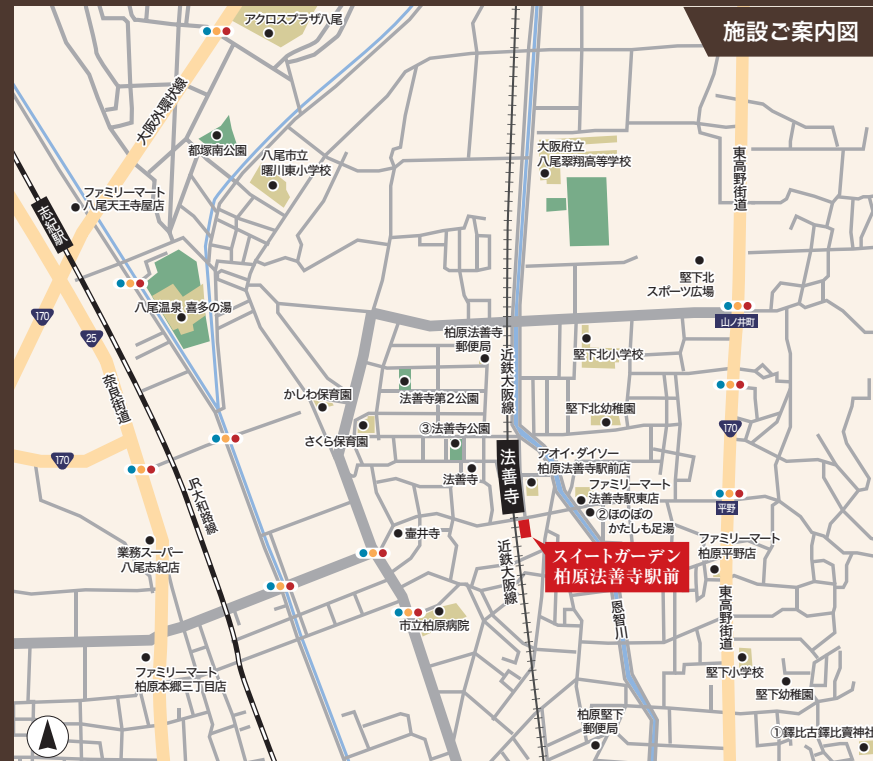 施設ご案内図
アクロスプラザ八尾
大阪外環状線
都塚南公園
八尾市立
曙川東小学校
大阪府立
八尾翠翔高等学校
東高野街道
ファミリーマート
八尾天王寺屋店
志紀駅
堅下北
スポーツ広場
八尾温泉 喜多の湯
170
25
山ノ井町
柏原法善寺
郵便局
近鉄大阪線
堅下北小学校
奈良街道
かしわ保育園
法善寺第2公園
堅下北幼稚園
さくら保育園
③法善寺公園
170
170
法善寺
法善寺
アオイ・ダイソー
柏原法善寺駅前店
ファミリーマート
法善寺駅東店
②ほのぼの
かたしも足湯
平野
JR大和路線
壷井寺
業務スーパー
八尾志紀店
近鉄大阪線
スイートガーデン
柏原法善寺駅前
ファミリーマート
柏原平野店
恩智川
東高野街道
市立柏原病院
ファミリーマート
柏原本郷三丁目店
堅下小学校
堅下幼稚園
柏原堅下
郵便局
①鐸比古鐸比賣神社